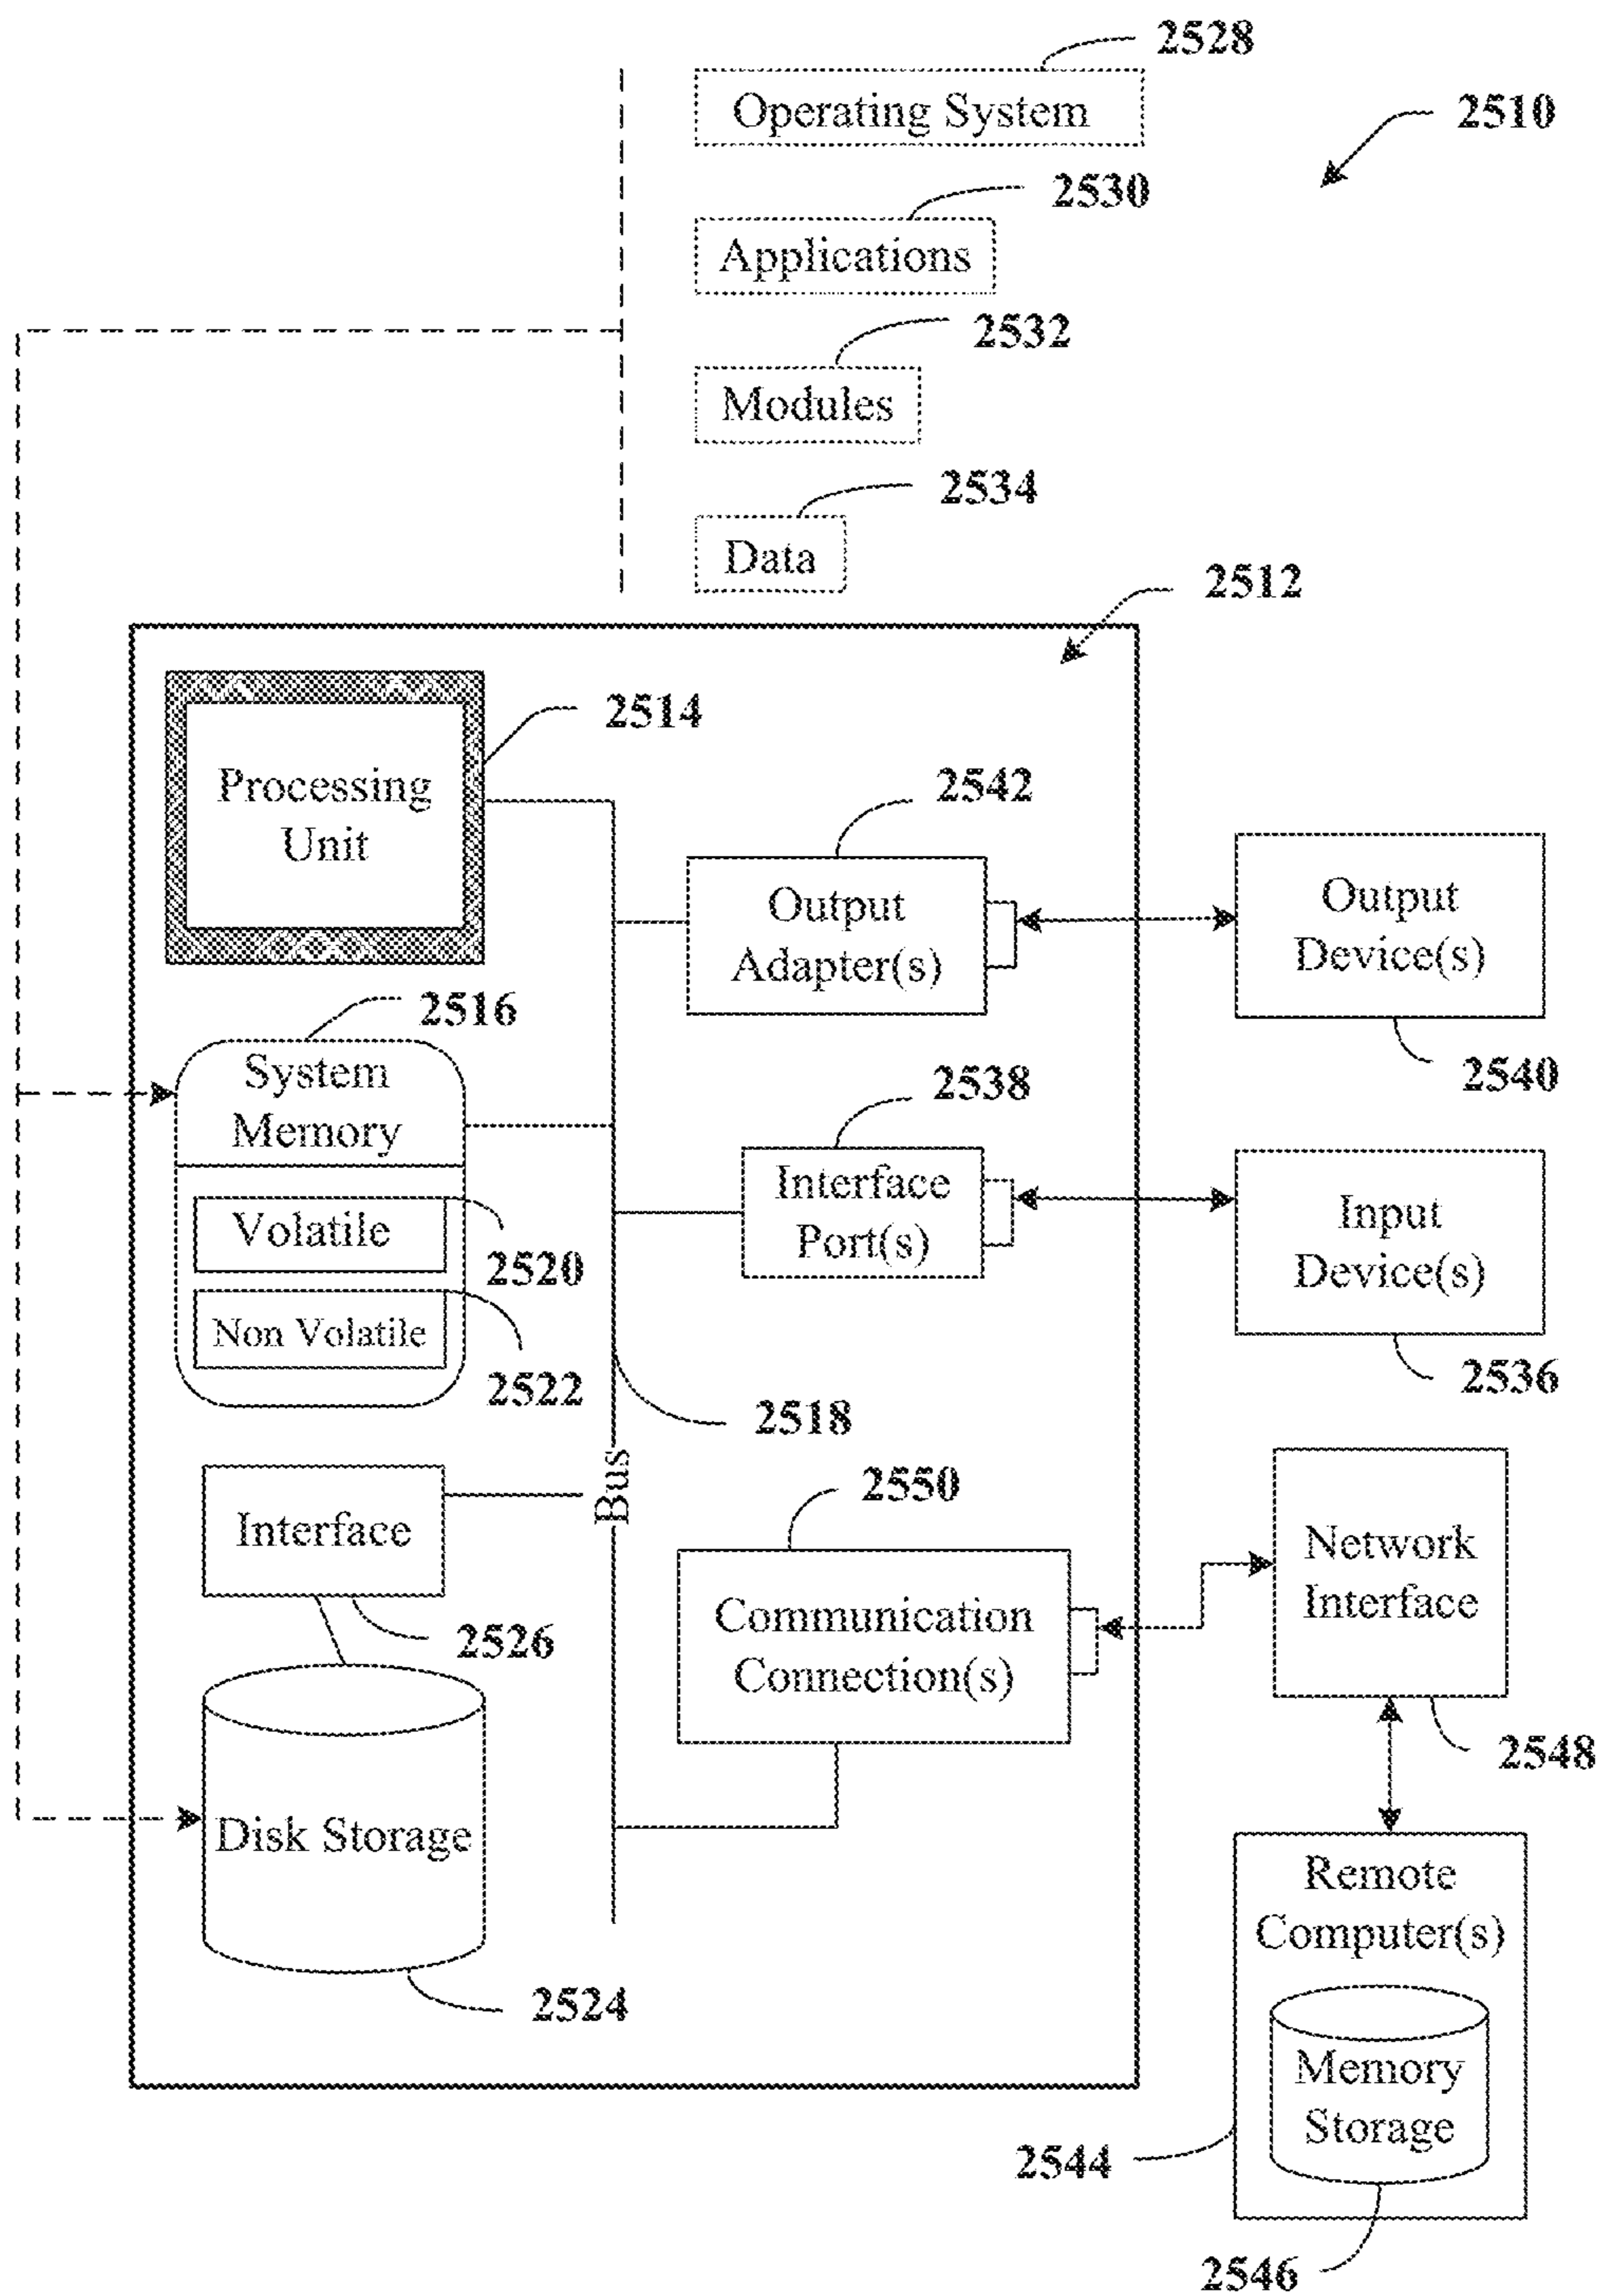 2528
Operating System
2510
2530
Applications
2532
Modules
2534
Data
2512
2514
Processing
Unit
2542
Output
Adapter(s)
Output
Device(s)
2540
2516
System
Memory
Volatile
2520
Non Volatile
2522
2538
Interface
Port(s)
Input
Device(s)
2536
2518
Bus
Interface
2526
2550
Communication
Connection(s)
Network
Interface
2548
Disk Storage
2524
Remote
Computer(s)
Memory
Storage
2544
2546